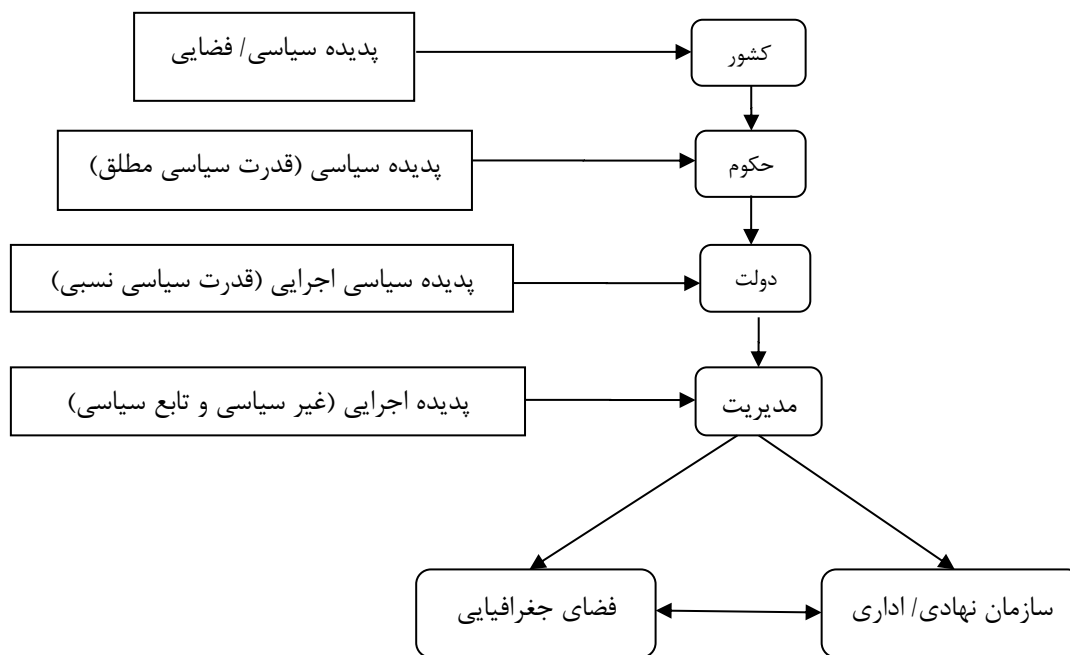 کشور
پدیده سیاسی/ فضایی
حکوم
پدیده سیاسی (قدرت سیاسی مطلق)
دولت
پدیده سیاسی اجرایی (قدرت سیاسی نسبی)
مدیریت
پدیده اجرایی (غیر سیاسی و تابع سیاسی)
سازمان نهادی/ اداری
فضای جغرافیایی